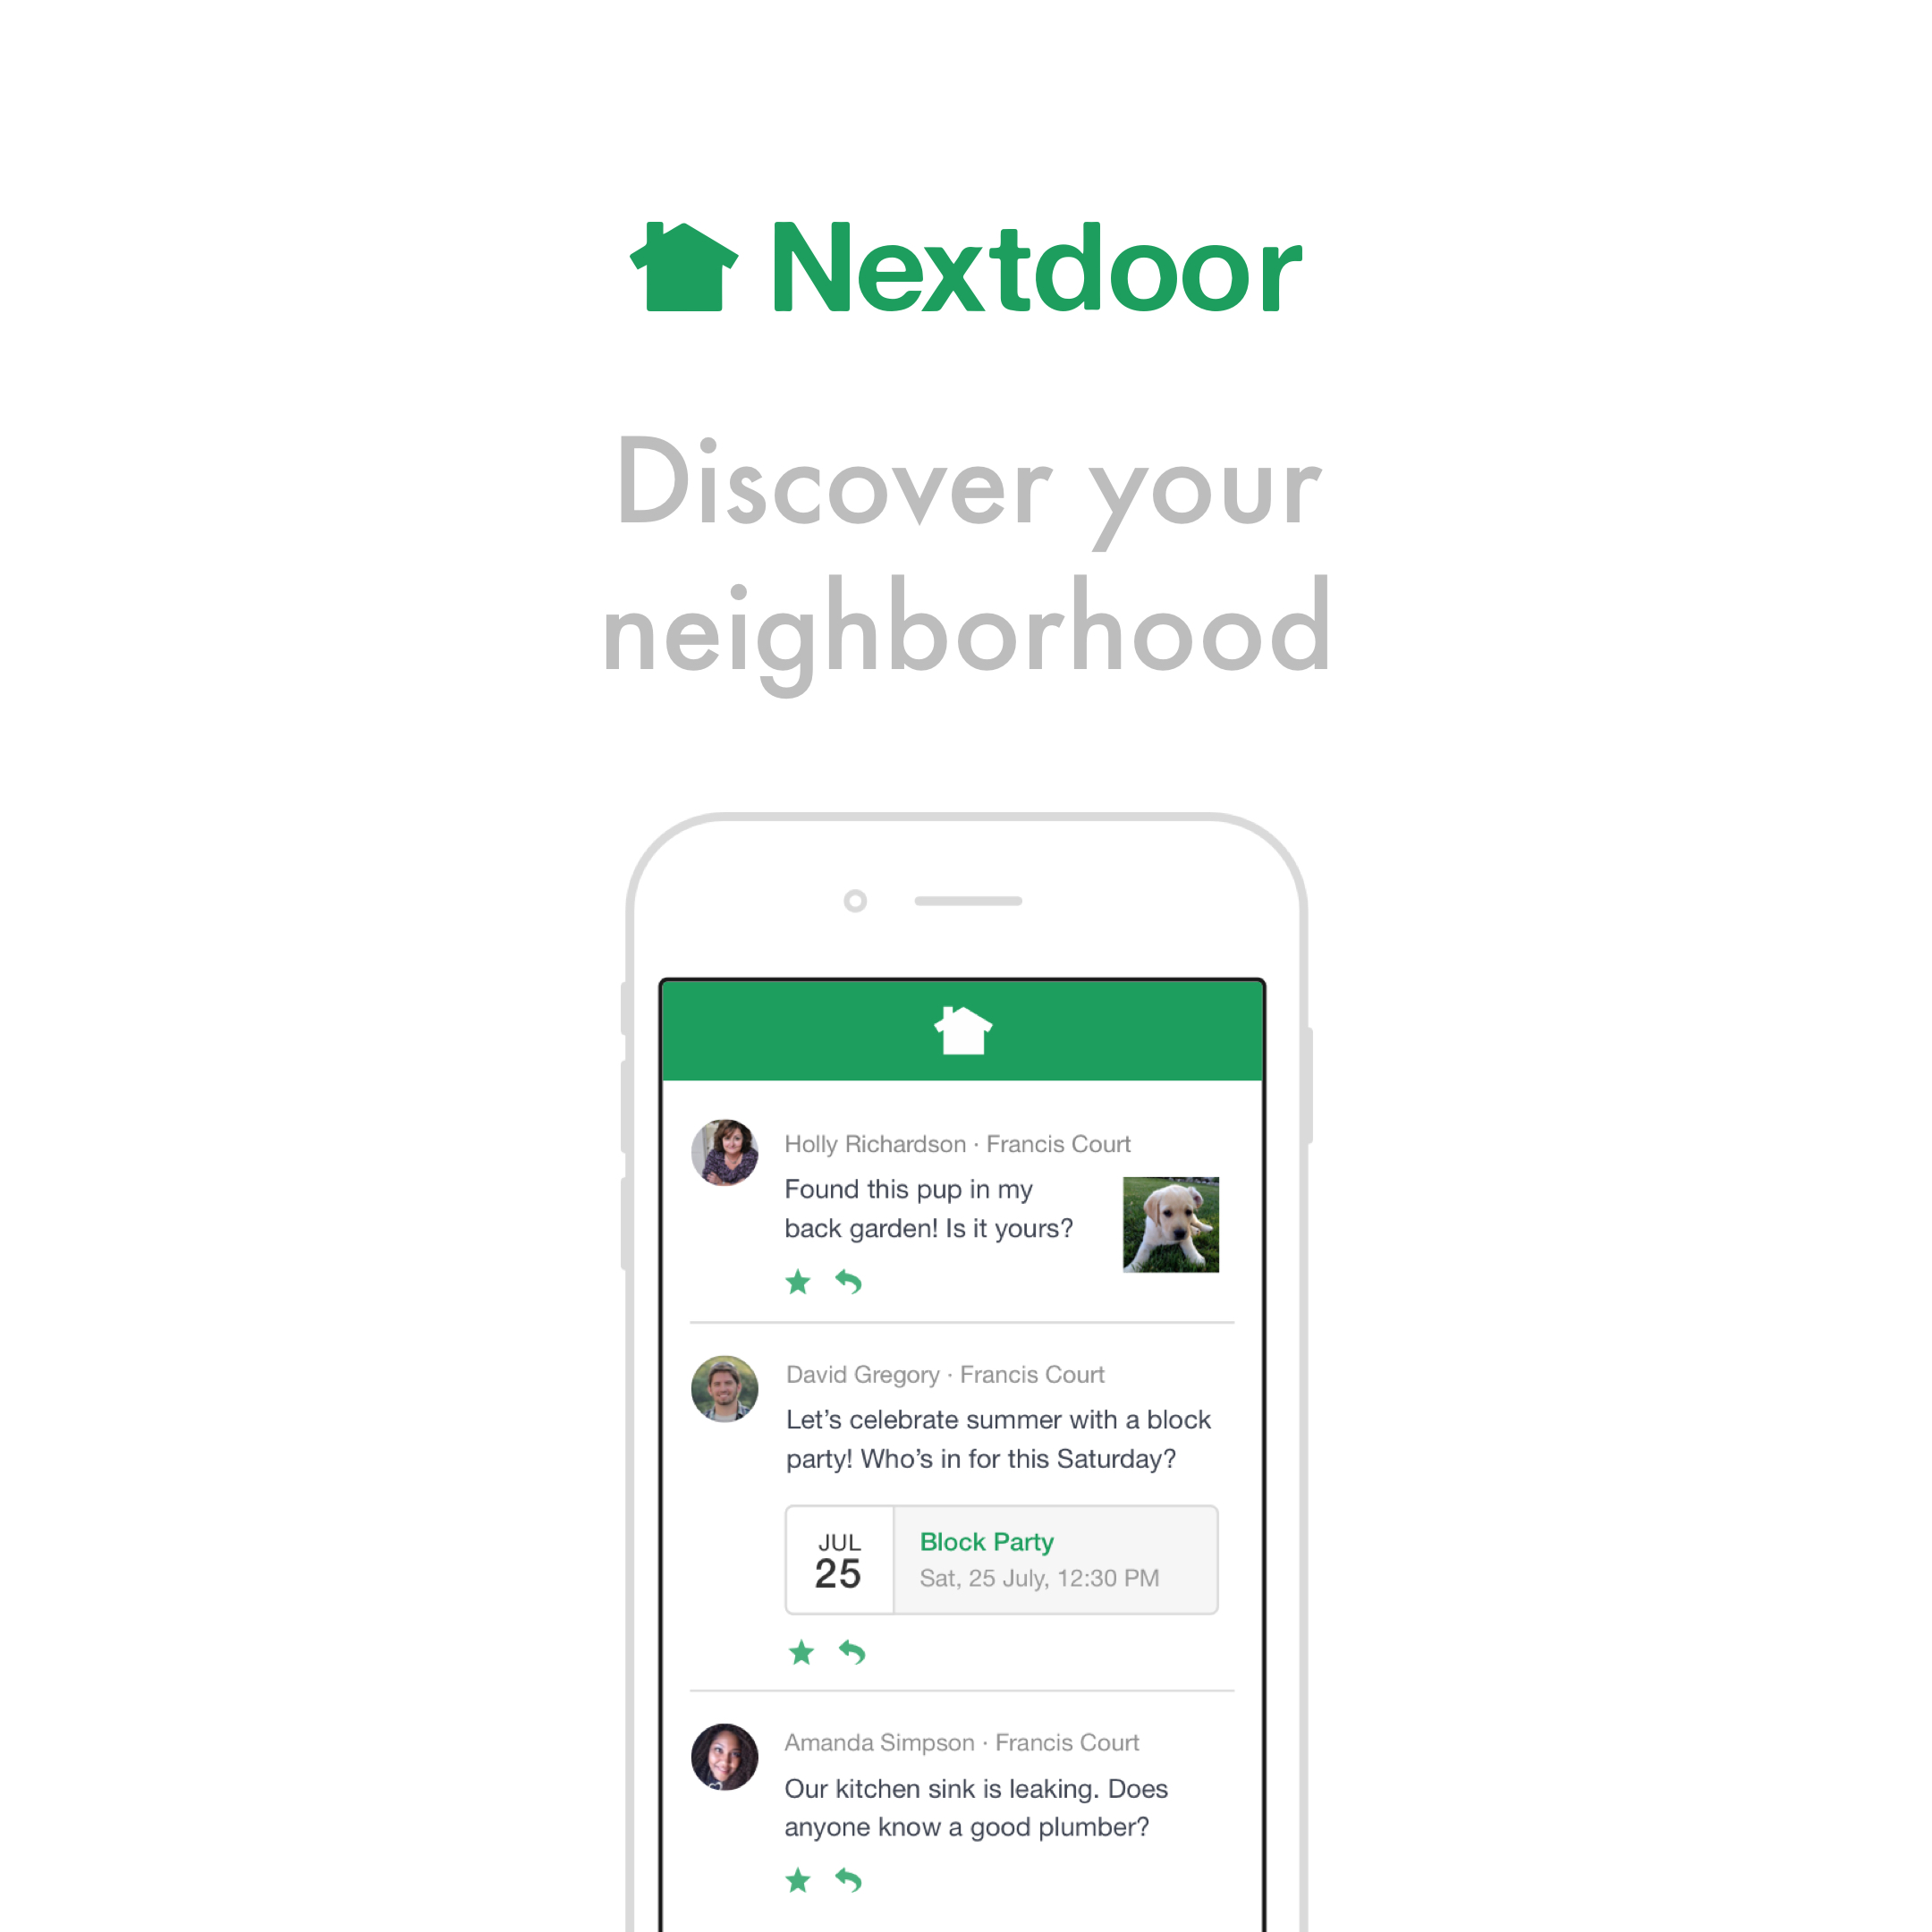 Nextdoor
Discover your
neighborhood
Holly Richardson · Francis Court
Found this pup in my
back garden! Is it yours?
David Gregory · Francis Court
Let’s celebrate summer with a block
party! Who’s in for this Saturday?
JUL
25
Block Party
Sat, 25 July, 12:30 PM
Amanda Simpson · Francis Court
Our kitchen sink is leaking. Does
anyone know a good plumber?